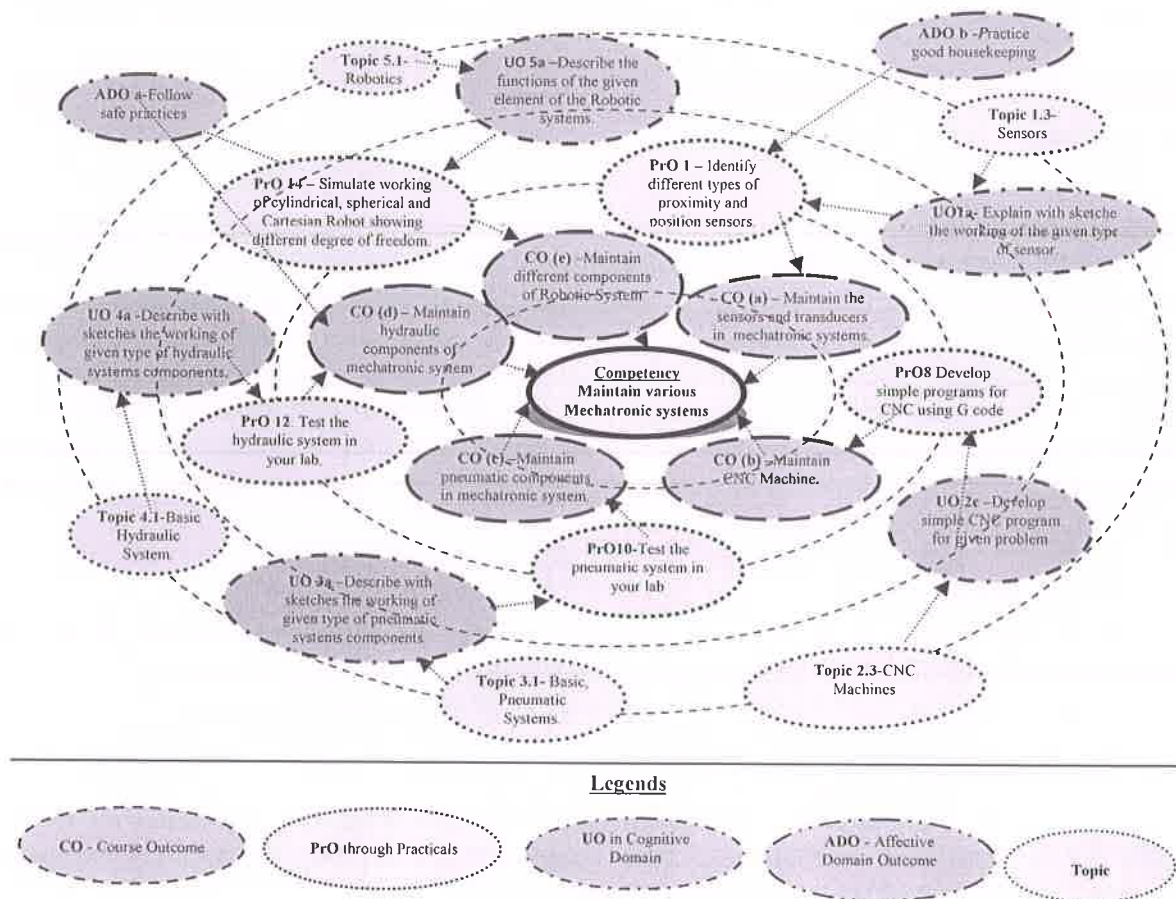 ADO b -Practice
good housekeeping
Topic 5.1-
Robotics
UO 5a –Describe the
functions of the given
element of the Robotic
systems.
ADO a-Follow
safe practices
Topic 1.3-
Sensors
PrO 14 – Simulate working
of cylindrical, spherical and
Cartesian Robot showing
different degree of freedom.
PrO 1 – Identify
different types of
proximity and
position sensors.
UO1a- Explain with sketche
the working of the given type
of sensor.
CO (e) –Maintain
different components
of Robotic System
CO (a) – Maintain the
sensors and transducers
in mechatronic systems.
UO 4a -Describe with
sketches the working of
given type of hydraulic
systems components.
CO (d) – Maintain
hydraulic
components of
mechatronic system
Competency
Maintain various
Mechatronic systems
PrO8 Develop
simple programs for
CNC using G code
PrO 12. Test the
hydraulic system in
your lab.
CO (c) –Maintain
pneumatic components
in mechatronic system.
CO (b) –Maintain
CNC Machine.
UO 2c –Develop
simple CNC program
for given problem
Topic 4.1-Basic
Hydraulic
System.
PrO10-Test the
pneumatic system in
your lab
UO 3a –Describe with
sketches the working of
given type of pneumatic
systems components
Topic 3.1- Basic,
Pneumatic
Systems.
Topic 2.3-CNC
Machines
Legends
CO - Course Outcome
PrO through Practicals
UO in Cognitive
Domain
ADO - Affective
Domain Outcome
Topic